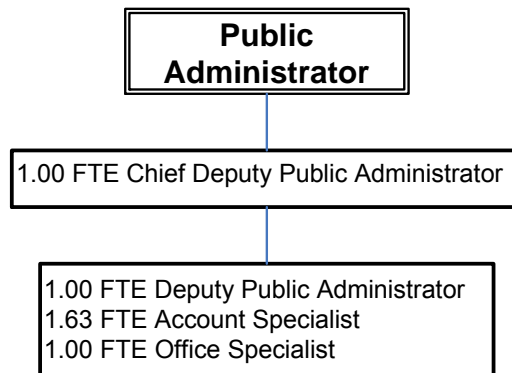 Public
Administrator
1.00 FTE Chief Deputy Public Administrator
1.00 FTE Deputy Public Administrator
1.63 FTE Account Specialist
1.00 FTE Office Specialist